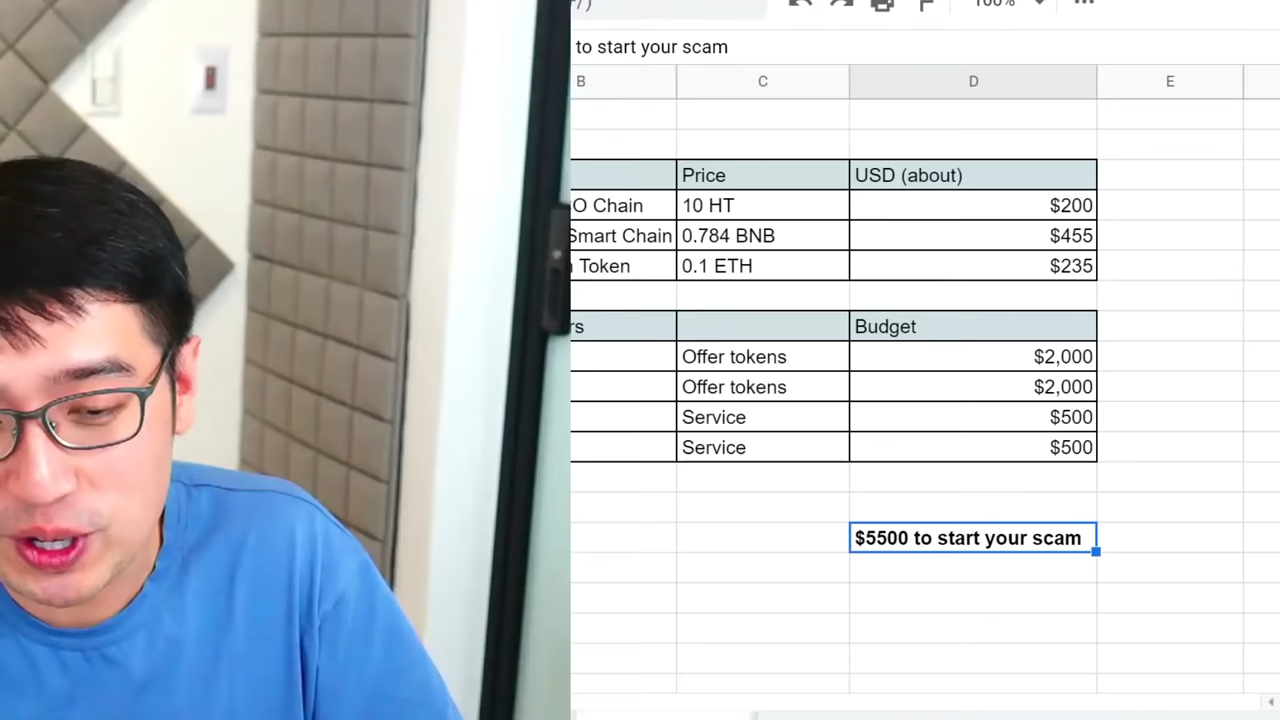 100%
to start your scam
B C D E
Price USD (about)
O Chain 10 HT $200
Smart Chain 0.784 BNB $455
Token 0.1 ETH $235
rs Budget
Offer tokens $2,000
Offer tokens $2,000
Service $500
Service $500
$5500 to start your scam